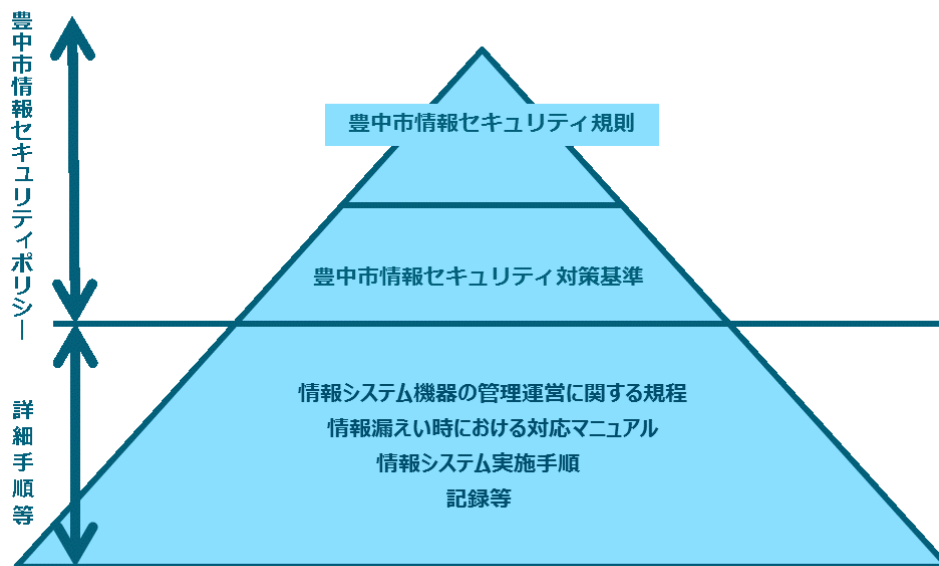 豊中市情報セキュリティポリシー
詳細手順等
豊中市情報セキュリティ規則
豊中市情報セキュリティ対策基準
情報システム機器の管理運営に関する規程
情報漏えい時における対応マニュアル
情報システム実施手順
記録等